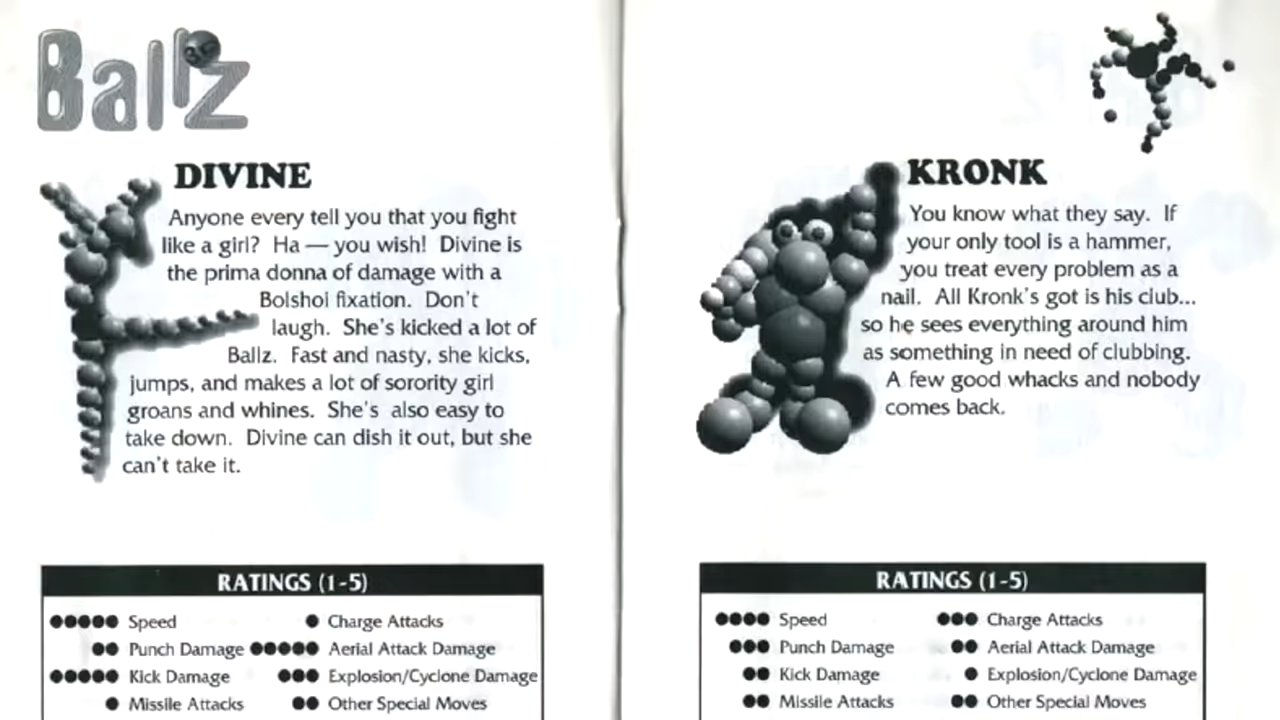 Ballz
DIVINE
Anyone every tell you that you fight
like a girl? Ha — you wish! Divine is
the prima donna of damage with a
Bolshoi fixation. Don't
laugh. She's kicked a lot of
Ballz. Fast and nasty, she kicks,
jumps, and makes a lot of sorority girl
groans and whines. She's also easy to
take down. Divine can dish it out, but she
can't take it.
RATINGS (1-5)
●●●●● Speed ● Charge Attacks
●● Punch Damage ●●●●● Aerial Attack Damage
●●●●● Kick Damage ●●● Explosion/Cyclone Damage
● Missile Attacks ●● Other Special Moves
KRONK
You know what they say. If
your only tool is a hammer,
you treat every problem as a
nail. All Kronk's got is his club...
so he sees everything around him
as something in need of clubbing.
A few good whacks and nobody
comes back.
RATINGS (1-5)
●●●● Speed ●●● Charge Attacks
●●● Punch Damage ●● Aerial Attack Damage
●● Kick Damage ● Explosion/Cyclone Damage
●● Missile Attacks ●● Other Special Moves